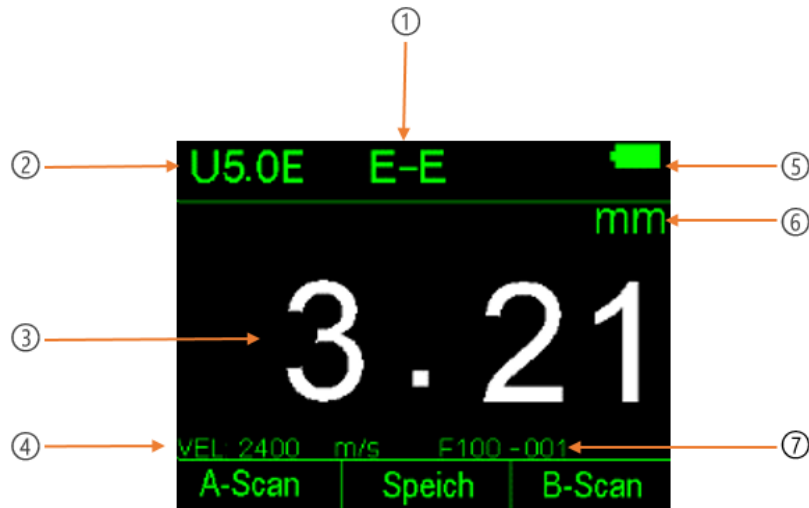 ①
② U5.0E E-E ⑤
mm ⑥
③ 3.21
④ VEL: 2400 m/s F100-001 ⑦
A-Scan Speich B-Scan